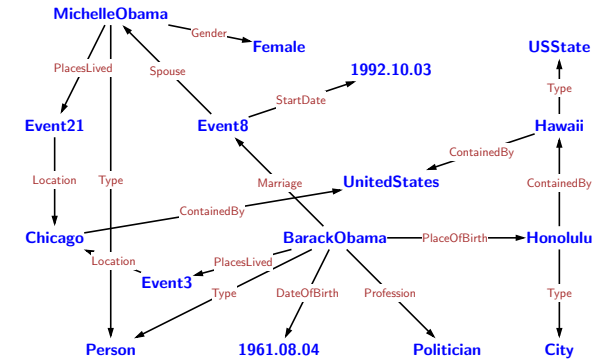 MichelleObama
Gender
Female
USState
PlacesLived
Spouse
1992.10.03
Type
StartDate
Event21
Event8
Hawaii
ContainedBy
Location
Type
Marriage
UnitedStates
ContainedBy
ContainedBy
Chicago
BarackObama
PlaceOfBirth
Honolulu
Location
PlacesLived
Event3
Type
DateOfBirth
Profession
Type
Person
1961.08.04
Politician
City